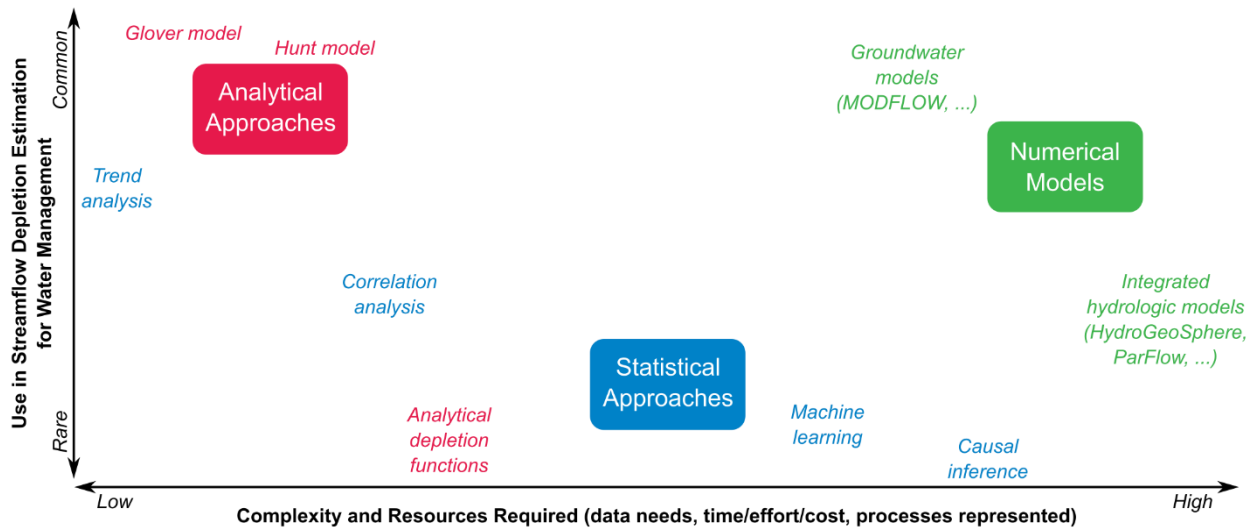 Glover model
Hunt model
Analytical
Approaches
Groundwater
models
(MODFLOW, ...)
Numerical
Models
Trend
analysis
Correlation
analysis
Integrated
hydrologic models
(HydroGeoSphere,
ParFlow, ...)
Statistical
Approaches
Analytical
depletion
functions
Machine
learning
Causal
inference
Use in Streamflow Depletion Estimation
for Water Management
Common
Rare
Low
High
Complexity and Resources Required (data needs, time/effort/cost, processes represented)